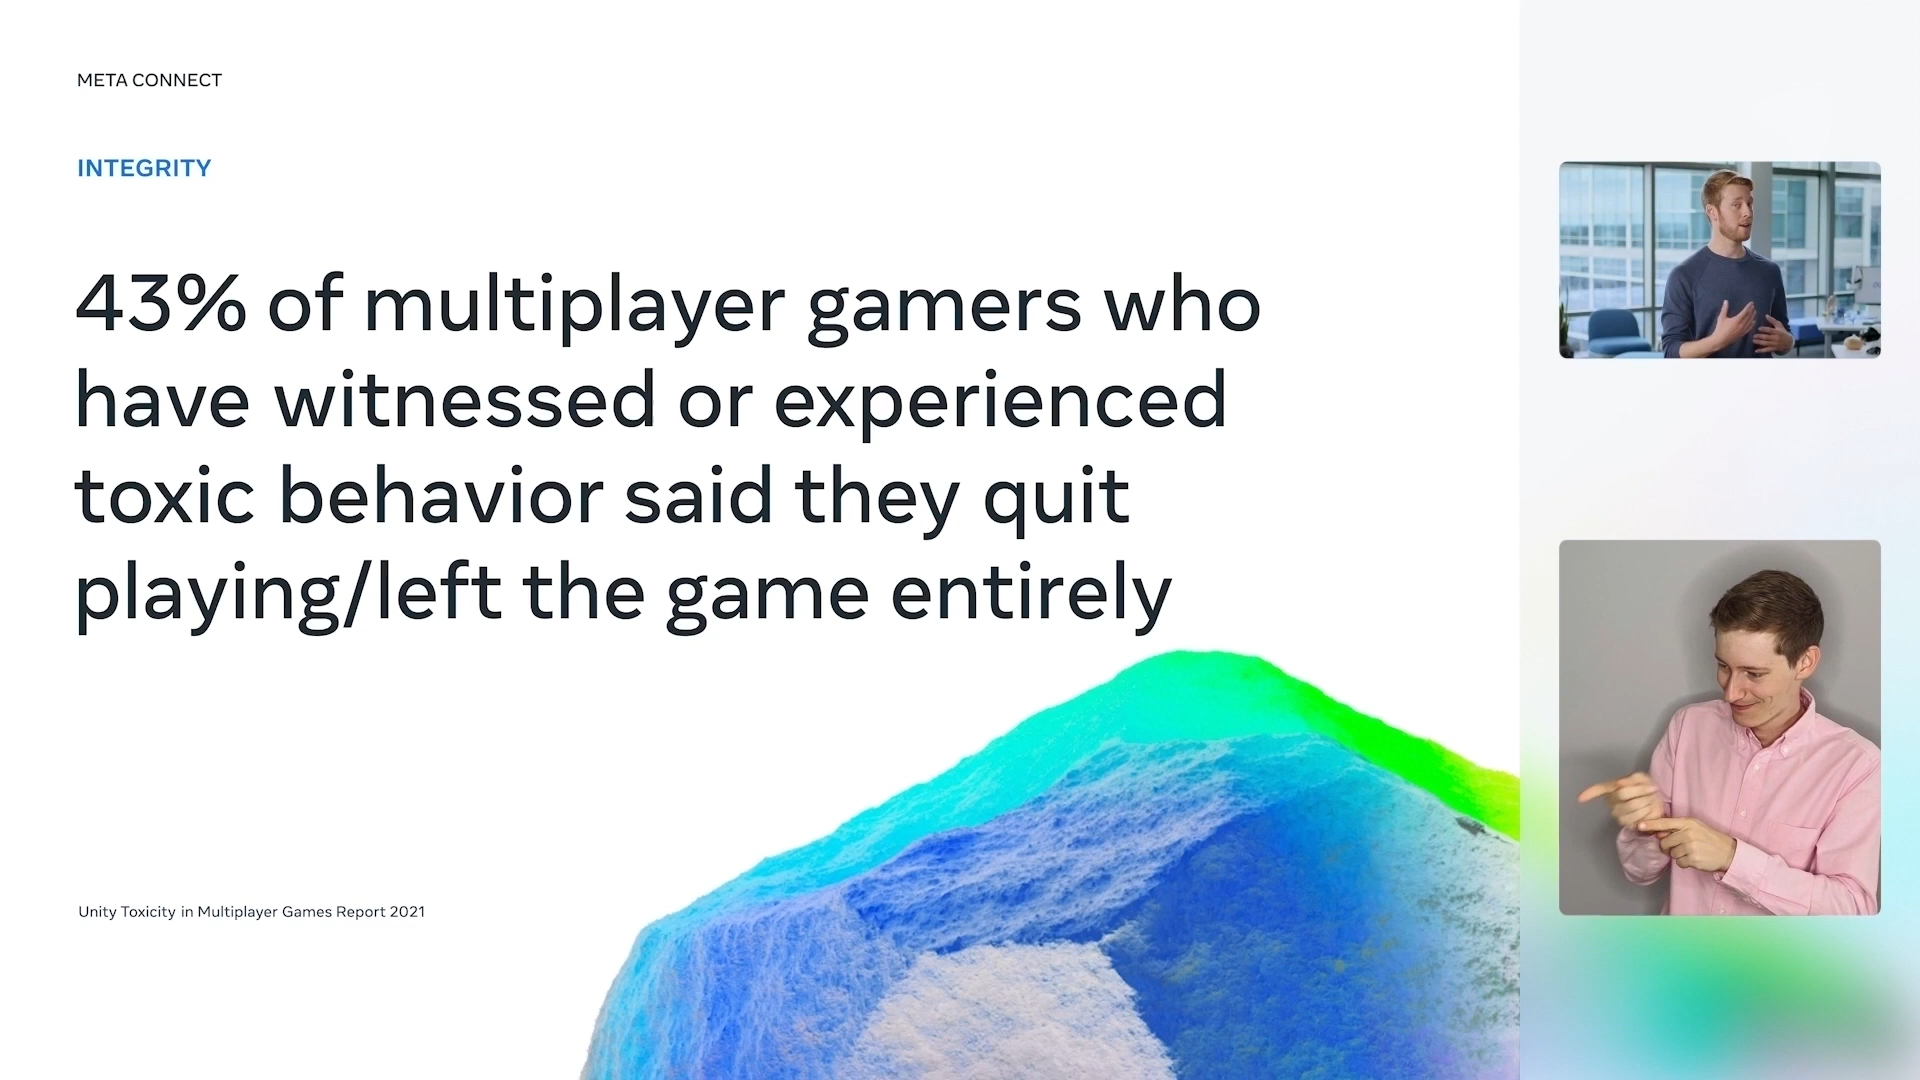 META CONNECT
INTEGRITY
43% of multiplayer gamers who
have witnessed or experienced
toxic behavior said they quit
playing/left the game entirely
Unity Toxicity in Multiplayer Games Report 2021